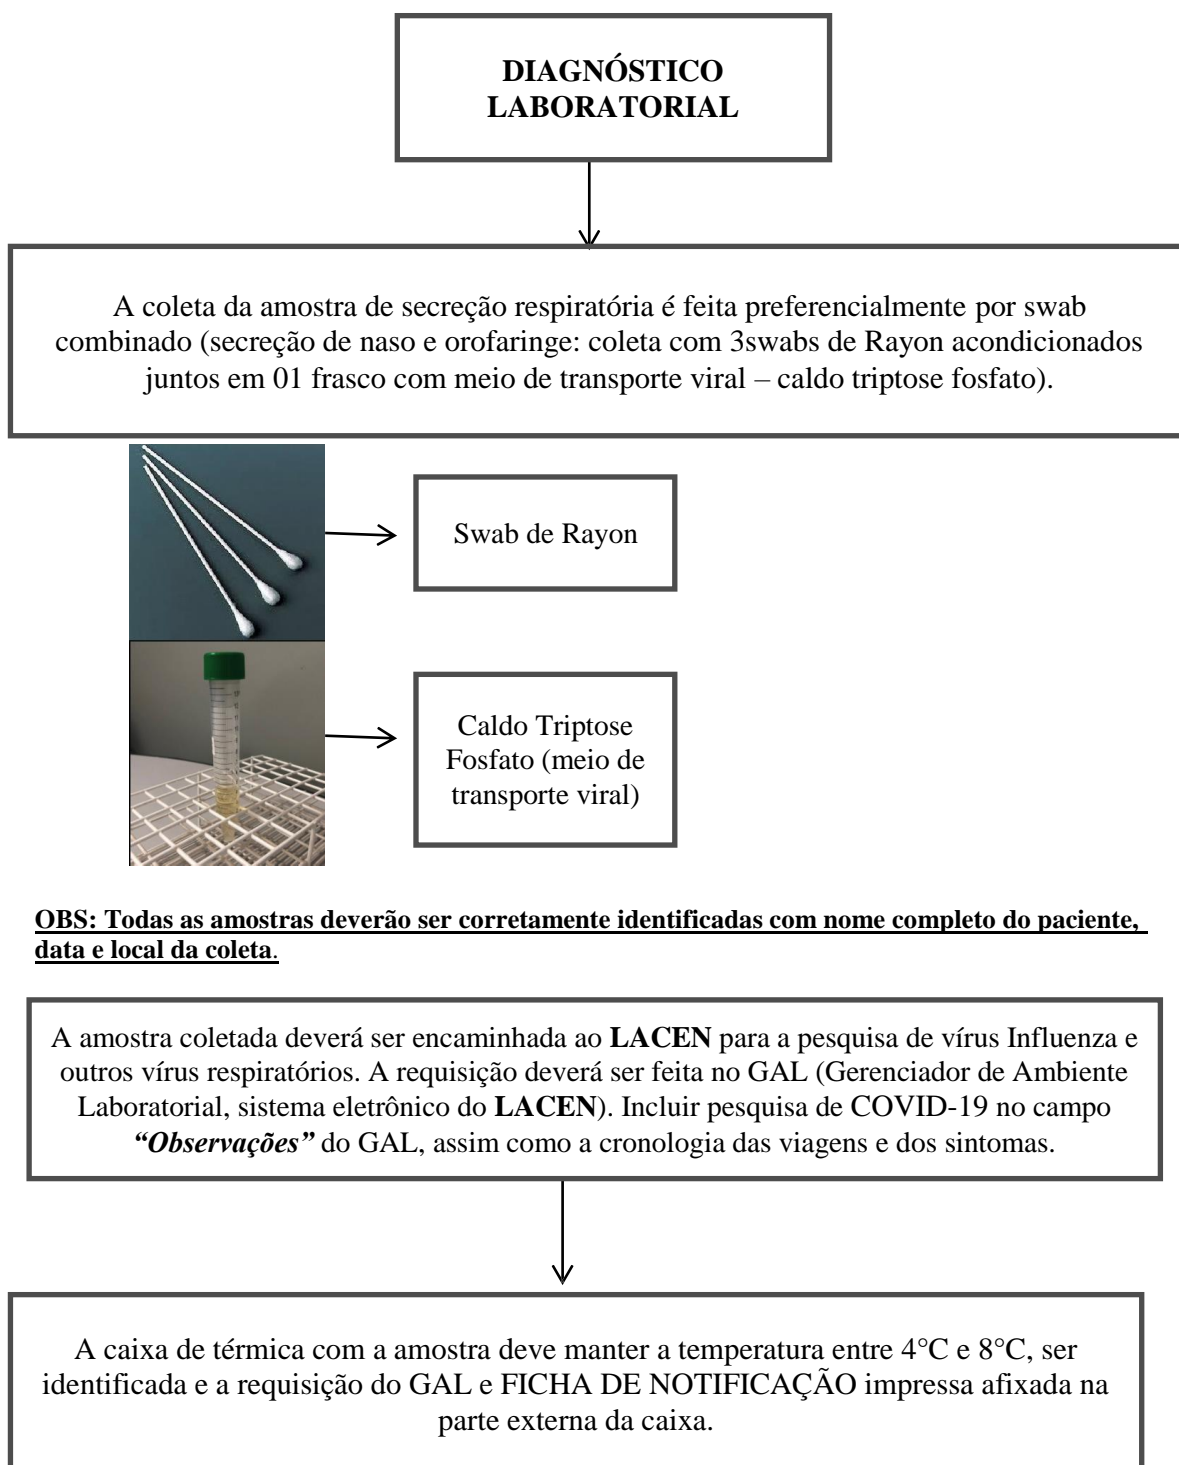 DIAGNÓSTICO
LABORATORIAL
A coleta da amostra de secreção respiratória é feita preferencialmente por swab
combinado (secreção de naso e orofaringe: coleta com 3swabs de Rayon acondicionados
juntos em 01 frasco com meio de transporte viral – caldo triptose fosfato).
Swab de Rayon
Caldo Triptose
Fosfato (meio de
transporte viral)
OBS: Todas as amostras deverão ser corretamente identificadas com nome completo do paciente,
data e local da coleta.
A amostra coletada deverá ser encaminhada ao LACEN para a pesquisa de vírus Influenza e
outros vírus respiratórios. A requisição deverá ser feita no GAL (Gerenciador de Ambiente
Laboratorial, sistema eletrônico do LACEN). Incluir pesquisa de COVID-19 no campo
“Observações” do GAL, assim como a cronologia das viagens e dos sintomas.
A caixa de térmica com a amostra deve manter a temperatura entre 4°C e 8°C, ser
identificada e a requisição do GAL e FICHA DE NOTIFICAÇÃO impressa afixada na
parte externa da caixa.